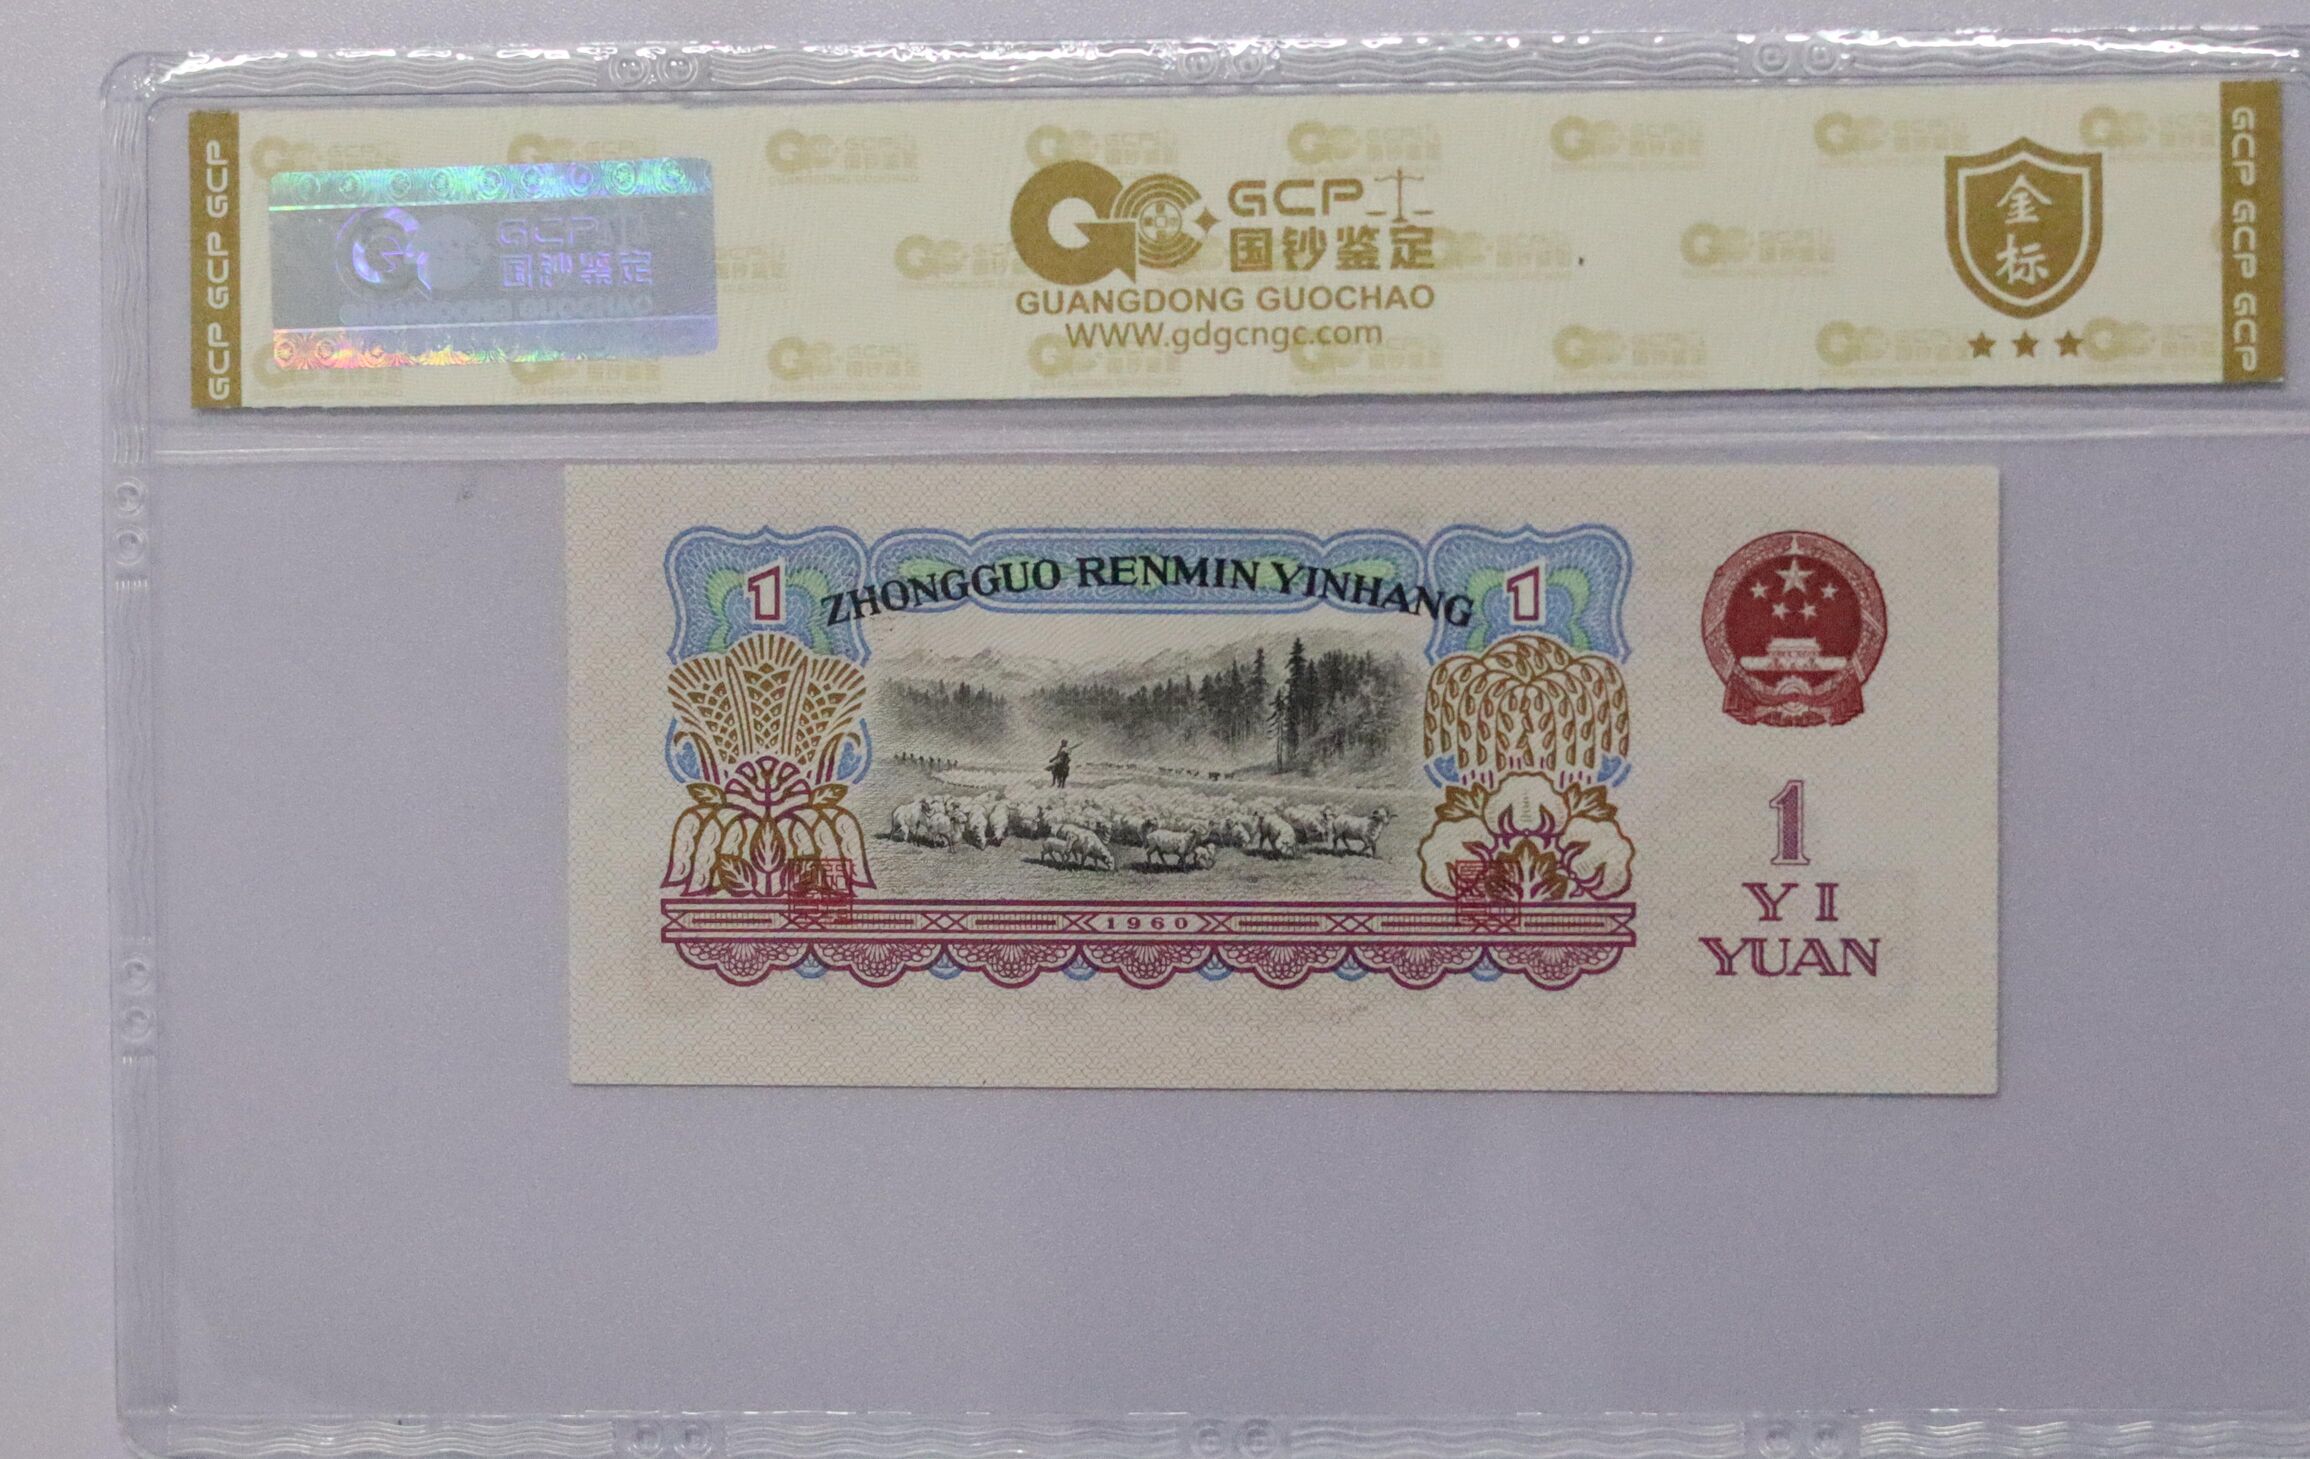 GCP GCP GCP
GCP
国钞鉴定
GUANGDONG GUOCHAO
GCP
国钞鉴定
GUANGDONG GUOCHAO
WWW.gdgcngc.com
金
标
GCP GCP GCP
1
ZHONGGUO RENMIN YINHANG
1
1
YI
YUAN
1960